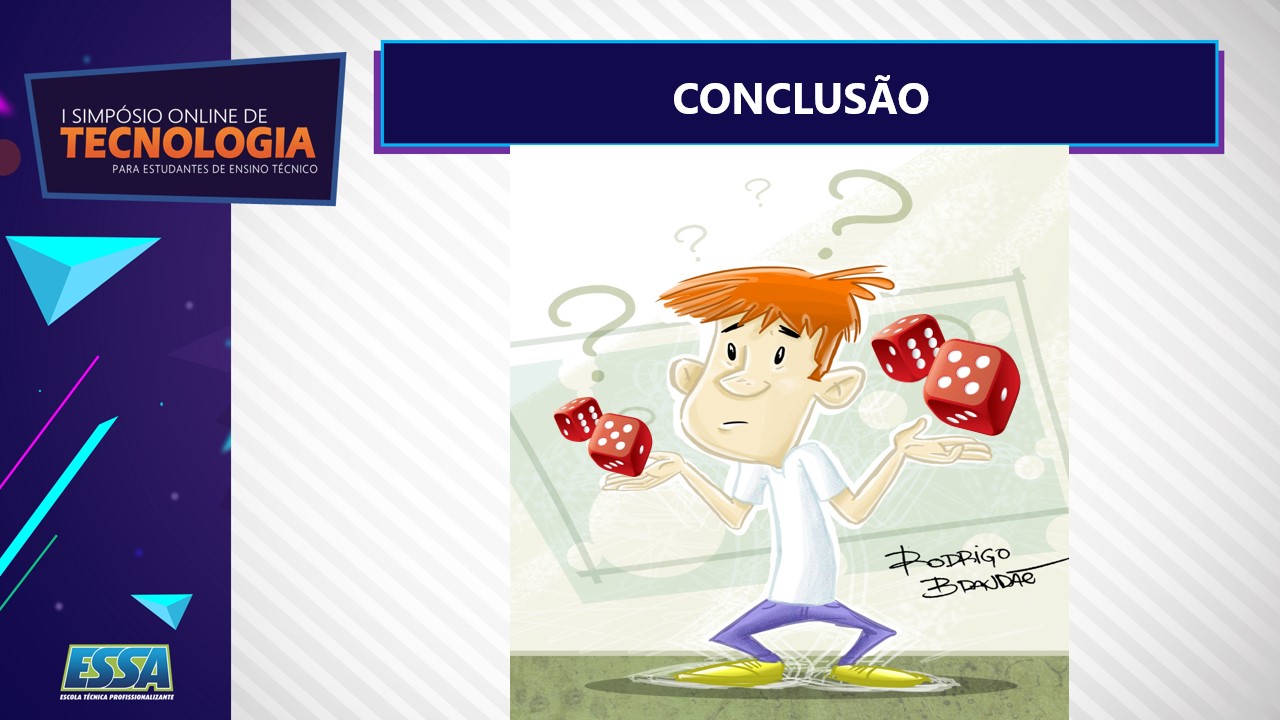 I SIMPÓSIO ONLINE DE
TECNOLOGIA
PARA ESTUDANTES DE ENSINO TÉCNICO
CONCLUSÃO
? ? ? ?
RODRIGO
BRANDÃO
ESSA
ESCOLA TÉCNICA PROFISSIONALIZANTE